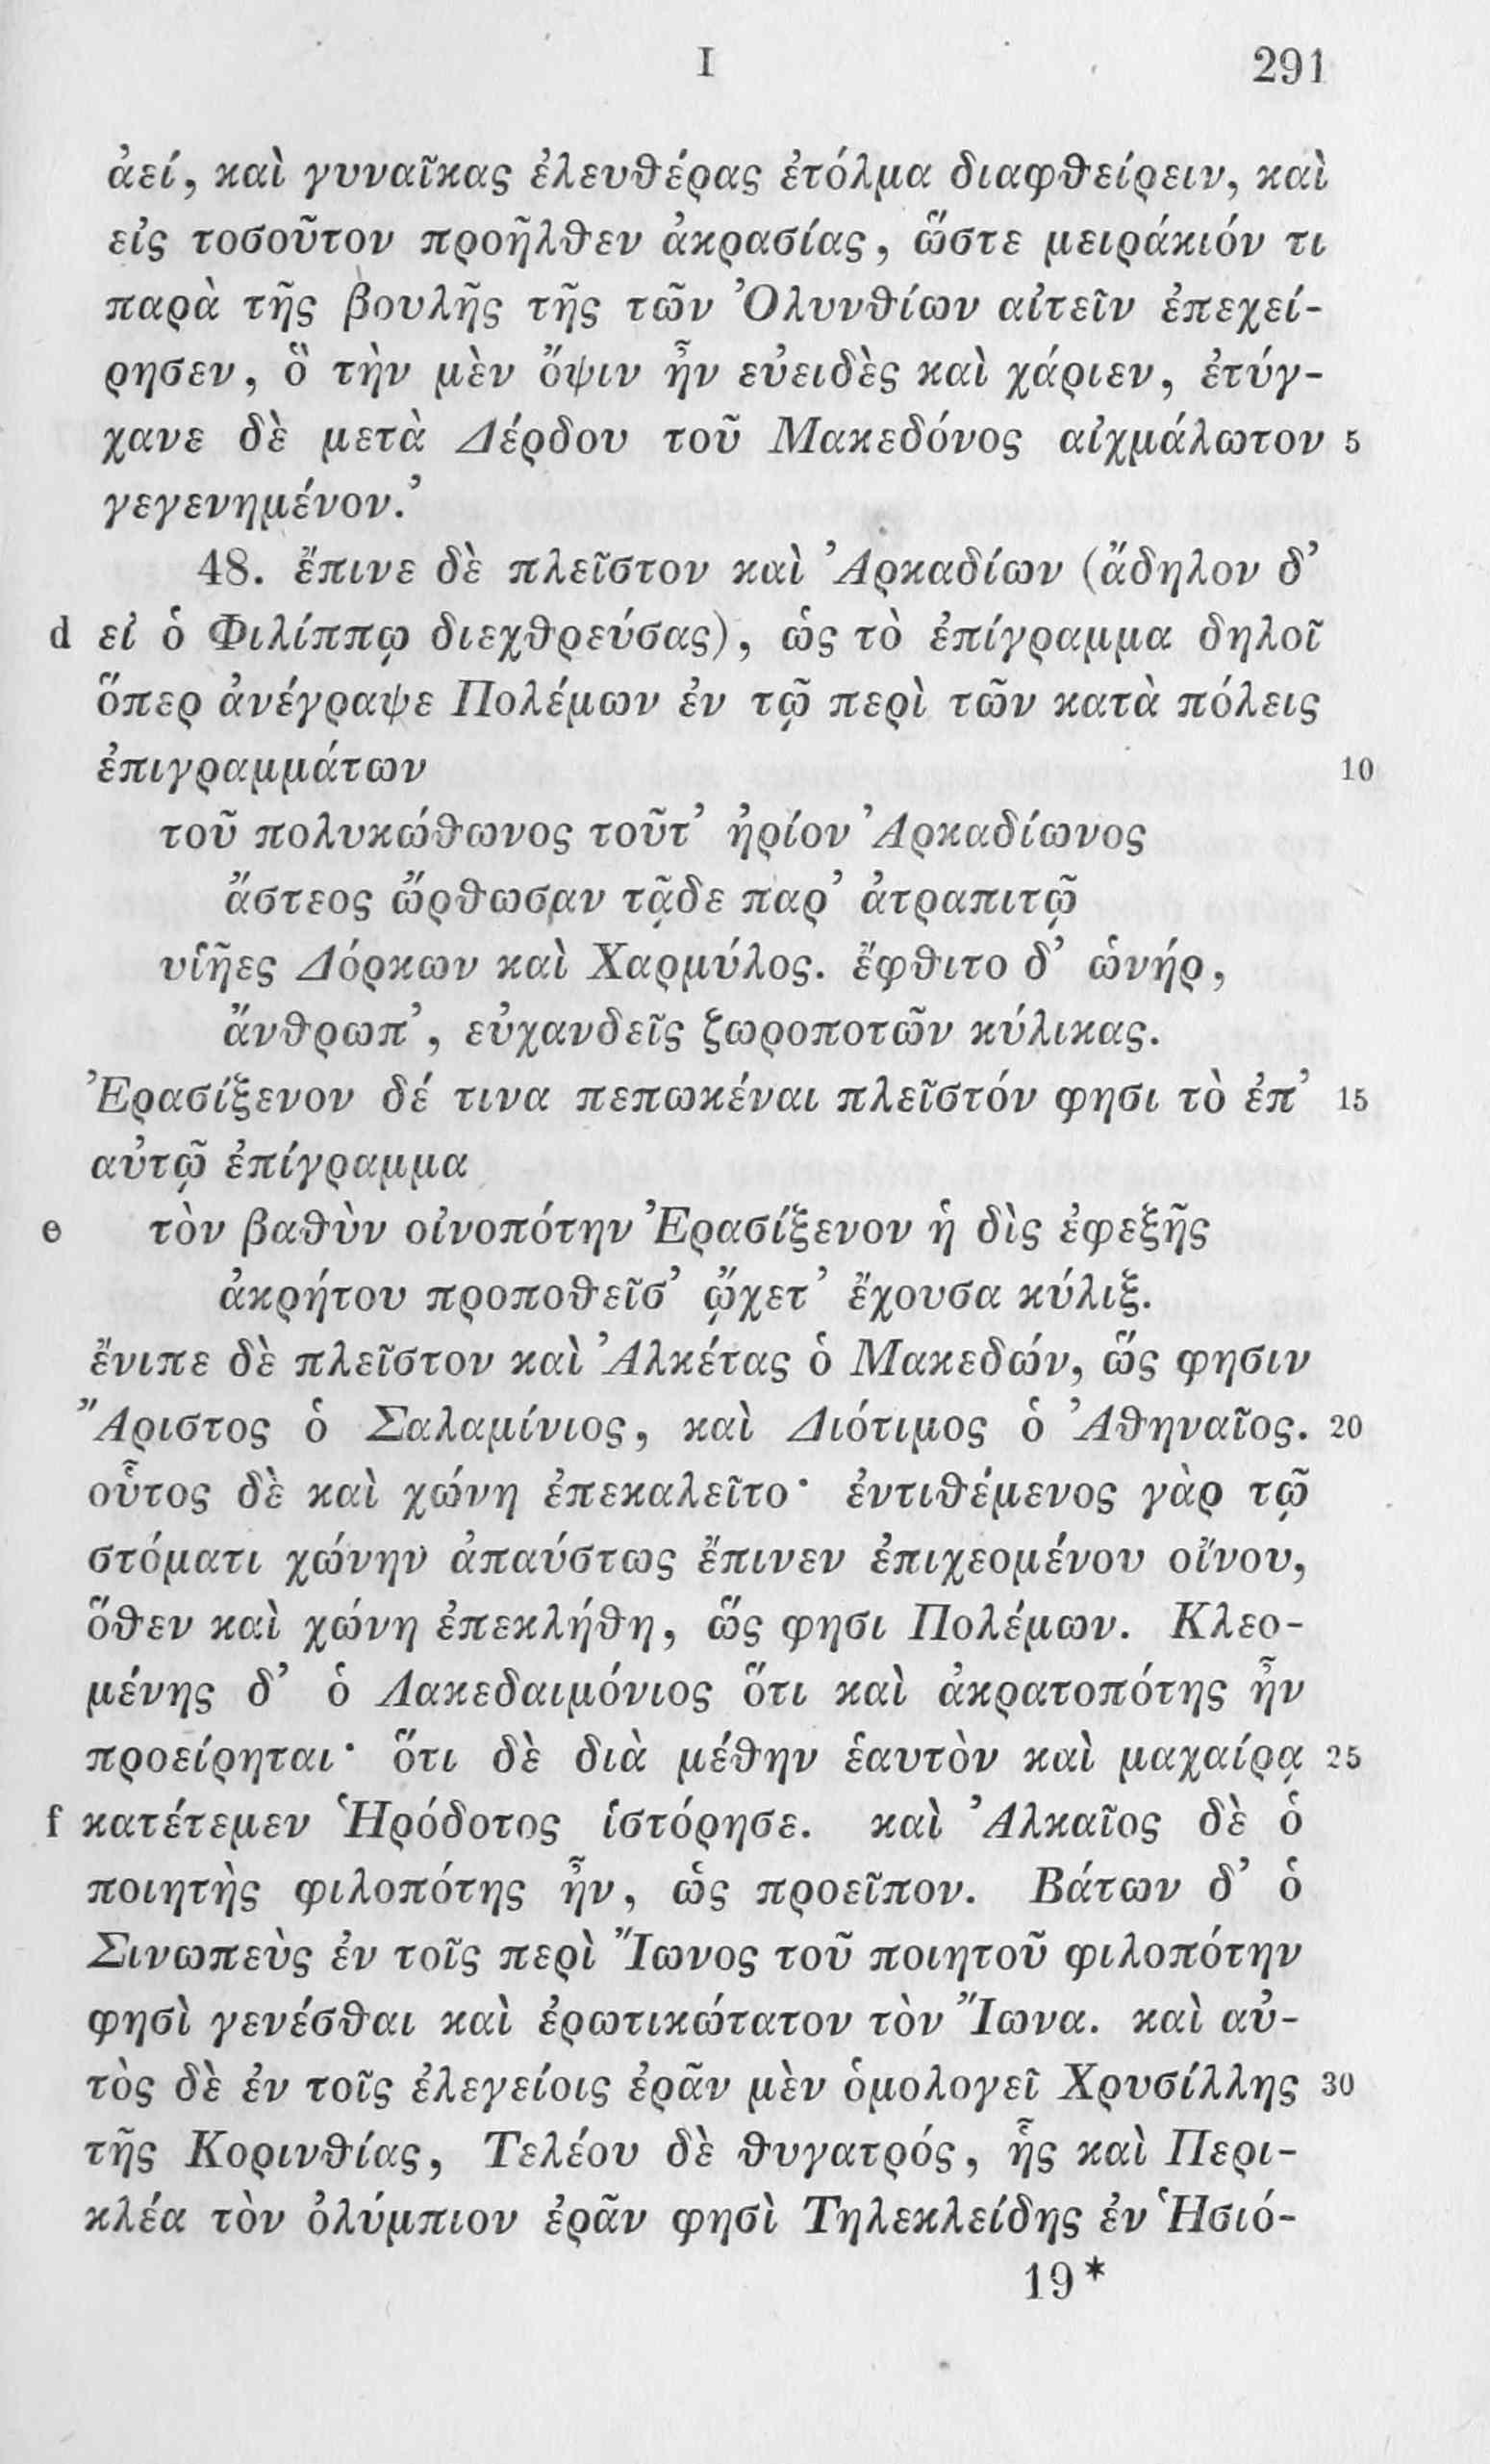 I 291
ἀεί, καὶ γυναῖκας ἐλευθέρας ἐτόλμα διαφθείρειν, καὶ
εἰς τοσοῦτον προῆλθεν ἀκρασίας, ὥστε μειράκιόν τι
παρὰ τῆς βουλῆς τῆς τῶν Ὀλυνθίων αἰτεῖν ἐπεχεί-
ρησεν, ὃ τὴν μὲν ὄψιν ἦν εὐειδὲς καὶ χάριεν, ἐτύγ-
χανε δὲ μετὰ Δέρδου τοῦ Μακεδόνος αἰχμάλωτον 5
γεγενημένον.’
48. ἔπινε δὲ πλεῖστον καὶ Ἀρκαδίων (ἄδηλον δ’
d εἰ ὁ Φιλίππῳ διεχθρεύσας), ὡς τὸ ἐπίγραμμα δηλοῖ
ὅπερ ἀνέγραψε Πολέμων ἐν τῷ περὶ τῶν κατὰ πόλεις
ἐπιγραμμάτων 10
τοῦ πολυκώθωνος τοῦτ’ ἠρίον Ἀρκαδίωνος
ἄστεος ὤρθωσαν τᾷδε παρ’ ἀτραπιτῷ
υἱῆες Δόρκων καὶ Χαρμύλος. ἔφθιτο δ’ ὡνήρ,
ἄνθρωπ’, εὐχανδεῖς ζωροποτῶν κύλικας.
Ἐρασίξενον δέ τινα πεπωκέναι πλεῖστόν φησι τὸ ἐπ’ 15
αὐτῷ ἐπίγραμμα
e τὸν βαθὺν οἰνοπότην Ἐρασίξενον ἡ δὶς ἐφεξῆς
ἀκρήτου προποθεῖσ’ ᾤχετ’ ἔχουσα κύλιξ.
ἔνιπε δὲ πλεῖστον καὶ Ἀλκέτας ὁ Μακεδών, ὥς φησιν
Ἄριστος ὁ Σαλαμίνιος, καὶ Διότιμος ὁ Ἀθηναῖος. 20
οὗτος δὲ καὶ χώνη ἐπεκαλεῖτο· ἐντιθέμενος γὰρ τῷ
στόματι χώνην ἀπαύστως ἔπινεν ἐπιχεομένου οἴνου,
ὅθεν καὶ χώνη ἐπεκλήθη, ὥς φησι Πολέμων. Κλεο-
μένης δ’ ὁ Λακεδαιμόνιος ὅτι καὶ ἀκρατοπότης ἦν
προείρηται· ὅτι δὲ διὰ μέθην ἑαυτὸν καὶ μαχαίρᾳ 25
f κατέτεμεν Ἡρόδοτος ἱστόρησε. καὶ Ἀλκαῖος δὲ ὁ
ποιητὴς φιλοπότης ἦν, ὡς προεῖπον. Βάτων δ’ ὁ
Σινωπεὺς ἐν τοῖς περὶ Ἴωνος τοῦ ποιητοῦ φιλοπότην
φησὶ γενέσθαι καὶ ἐρωτικώτατον τὸν Ἴωνα. καὶ αὐ-
τὸς δὲ ἐν τοῖς ἐλεγείοις ἐρᾶν μὲν ὁμολογεῖ Χρυσίλλης 30
τῆς Κορινθίας, Τελέου δὲ θυγατρός, ἧς καὶ Περι-
κλέα τὸν ὀλύμπιον ἐρᾶν φησὶ Τηλεκλείδης ἐν Ἡσιό-
19*